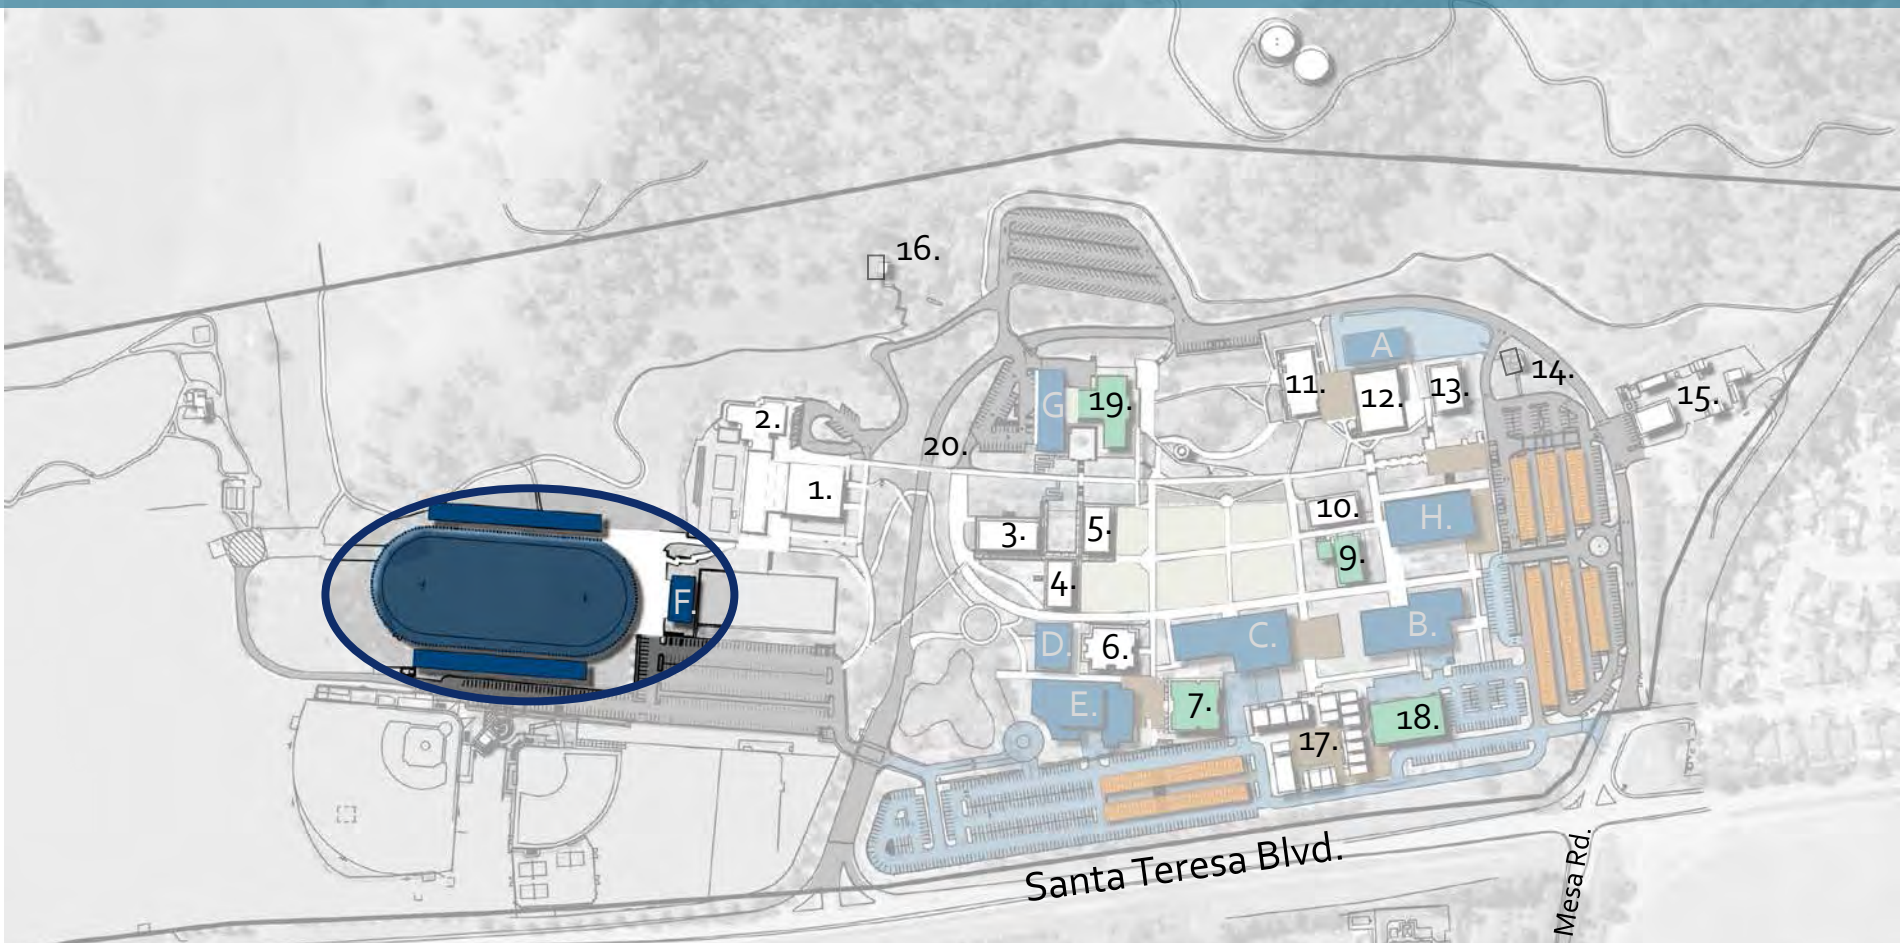 16.
A
14.
11.
12.
13.
15.
G
19.
2.
20.
1.
3.
5.
10.
H.
9.
4.
F.
D.
6.
C.
B.
E.
7.
18.
17.
Santa Teresa Blvd.
Mesa Rd.